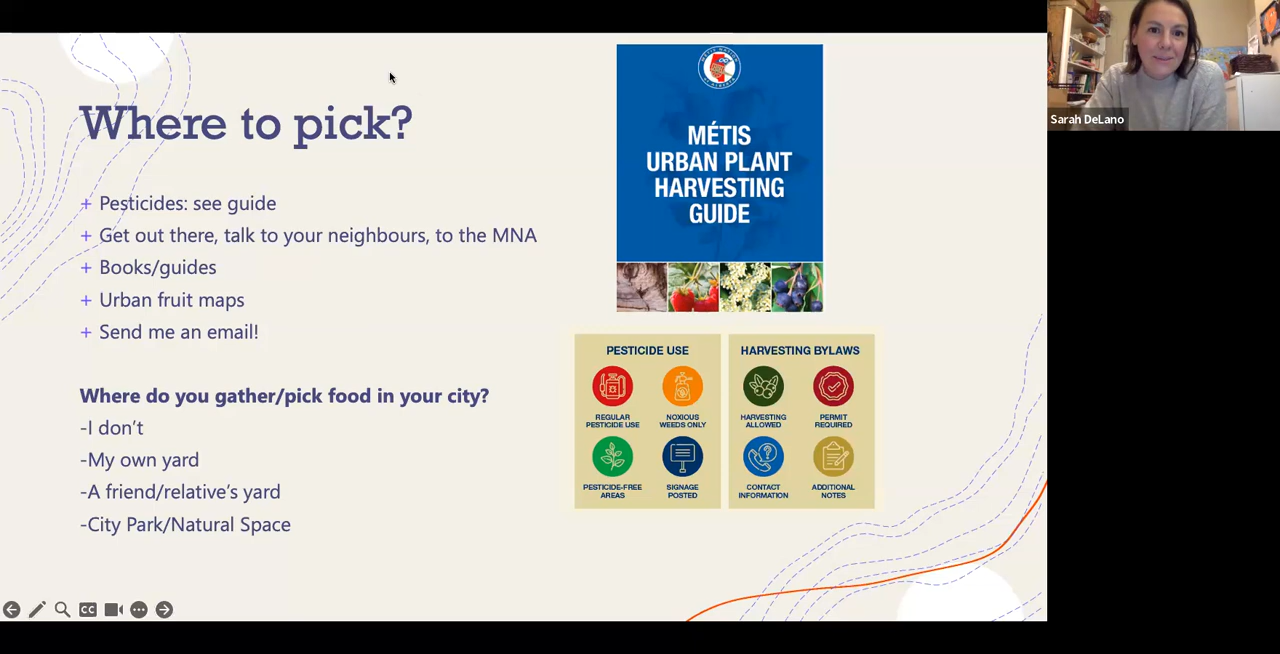 Where to pick?
+ Pesticides: see guide
+ Get out there, talk to your neighbours, to the MNA
+ Books/guides
+ Urban fruit maps
+ Send me an email!
Where do you gather/pick food in your city?
-I don't
-My own yard
-A friend/relative's yard
-City Park/Natural Space
MÉTIS
URBAN PLANT
HARVESTING
GUIDE
PESTICIDE USE
REGULAR
PESTICIDE USE
NOXIOUS
WEEDS ONLY
PESTICIDE-FREE
AREAS
SIGNAGE
POSTED
HARVESTING BYLAWS
HARVESTING
ALLOWED
PERMIT
REQUIRED
CONTACT
INFORMATION
ADDITIONAL
NOTES
Sarah DeLano
CC